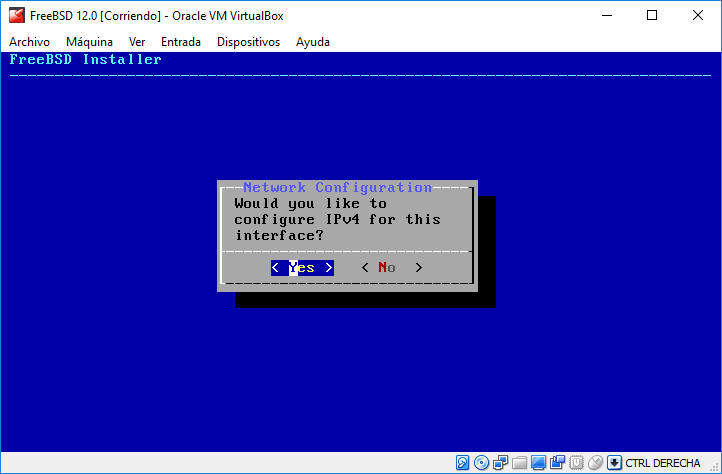 FreeBSD 12.0 [Corriendo] - Oracle VM VirtualBox
Archivo Máquina Ver Entrada Dispositivos Ayuda
FreeBSD Installer
Network Configuration
Would you like to
configure IPv4 for this
interface?
< Yes > < No >
CTRL DERECHA